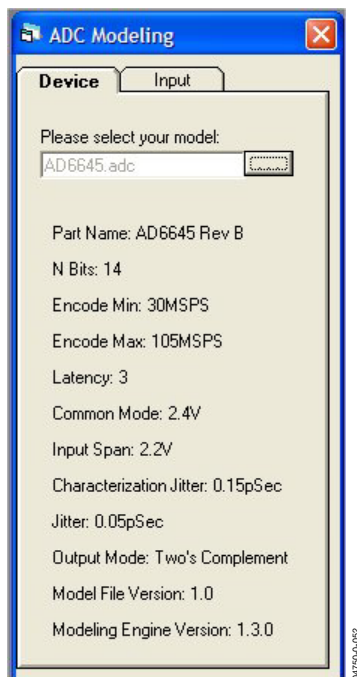 ADC Modeling
Device
Input
Please select your model:
AD6645.adc
Part Name: AD6645 Rev B
N Bits: 14
Encode Min: 30MSPS
Encode Max: 105MSPS
Latency: 3
Common Mode: 2.4V
Input Span: 2.2V
Characterization Jitter: 0.15pSec
Jitter: 0.05pSec
Output Mode: Two's Complement
Model File Version: 1.0
Modeling Engine Version: 1.3.0